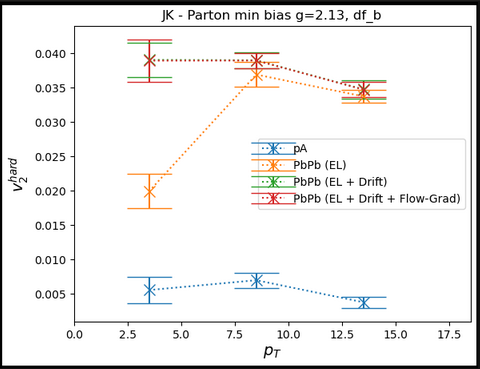 JK - Parton min bias g=2.13, df_b
v_2^{hard}
0.040
0.035
0.030
0.025
0.020
0.015
0.010
0.005
pA
PbPb (EL)
PbPb (EL + Drift)
PbPb (EL + Drift + Flow-Grad)
0.0 2.5 5.0 7.5 10.0 12.5 15.0 17.5
p_T